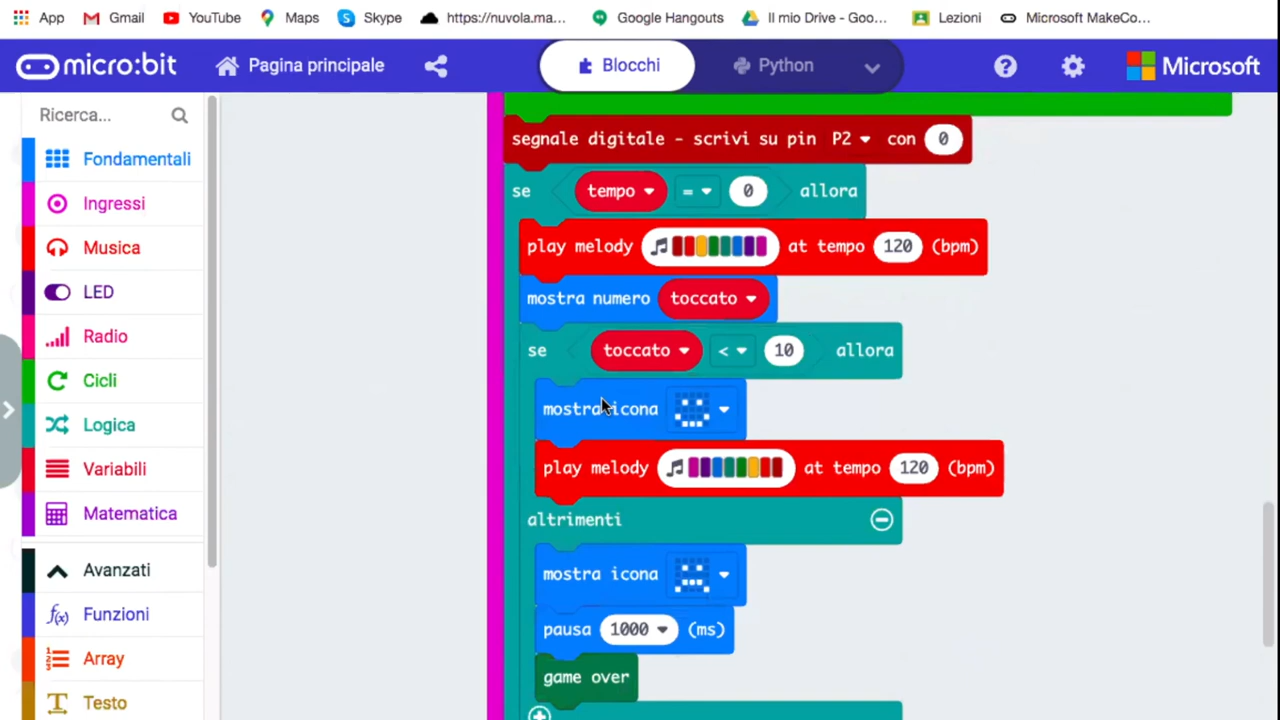 App Gmail YouTube Maps Skype https://nuvola.ma... Google Hangouts Il mio Drive - Goo... Lezioni Microsoft MakeCo...
micro:bit Pagina principale Blocchi Python ? Microsoft
Ricerca...
Fondamentali
Ingressi
Musica
LED
Radio
Cicli
Logica
Variabili
Matematica
Avanzati
f(x) Funzioni
Array
T Testo
segnale digitale - scrivi su pin P2 con 0
se tempo = 0 allora
play melody at tempo 120 (bpm)
mostra numero toccato
se toccato < 10 allora
mostra icona
play melody at tempo 120 (bpm)
altrimenti
mostra icona
pausa 1000 (ms)
game over